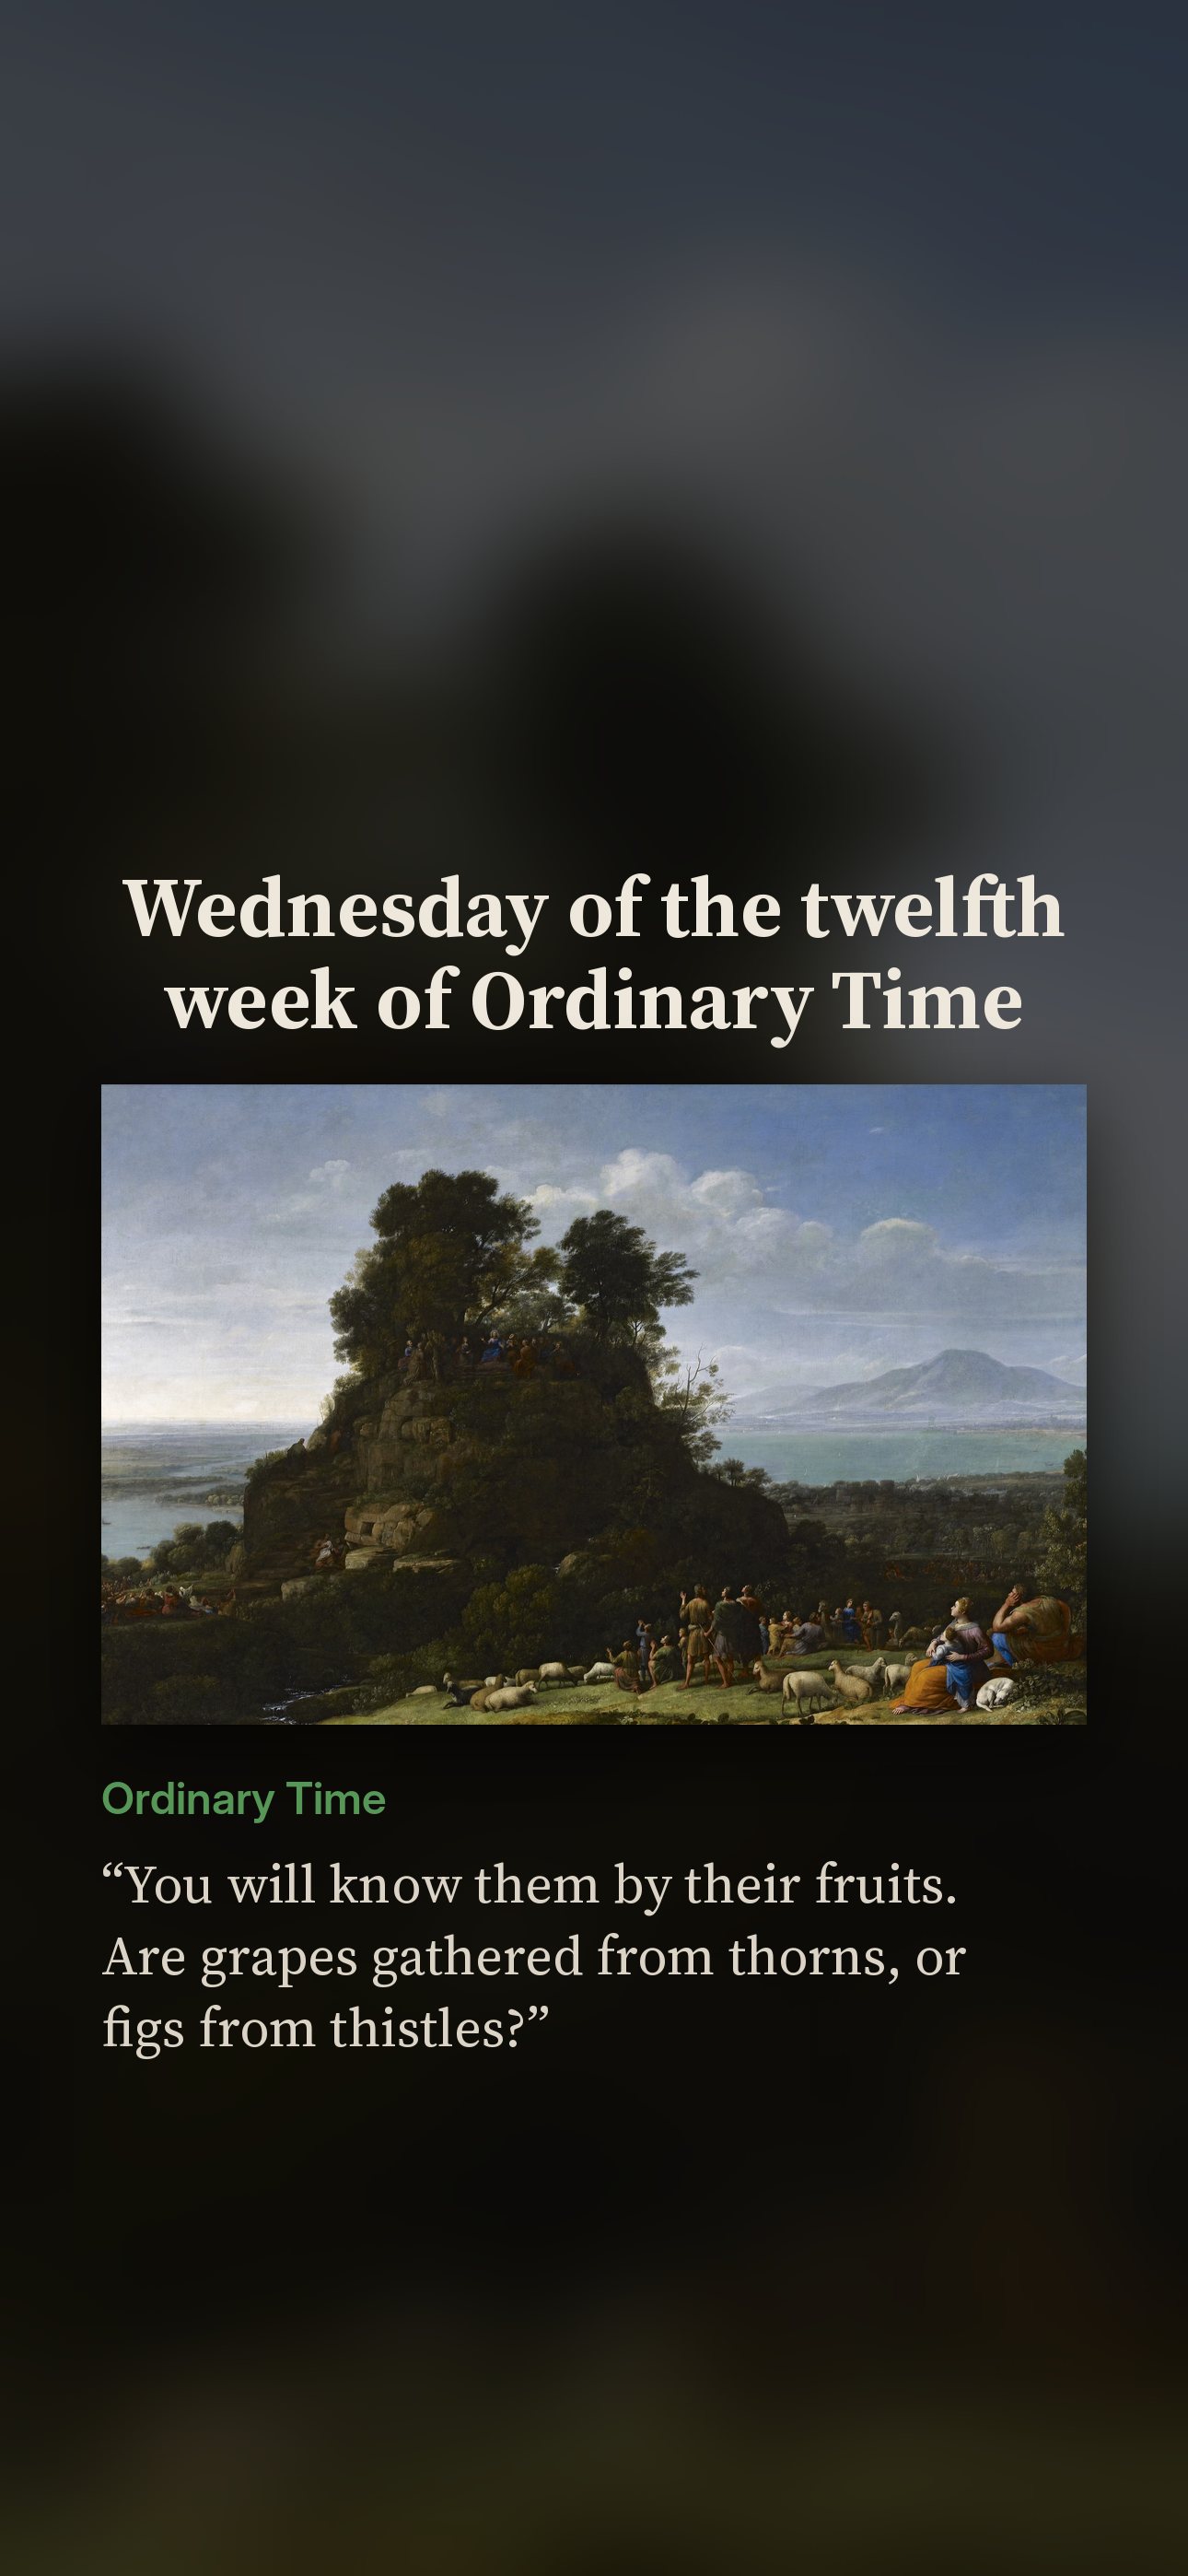 Wednesday of the twelfth
week of Ordinary Time
Ordinary Time
“You will know them by their fruits.
Are grapes gathered from thorns, or
figs from thistles?”